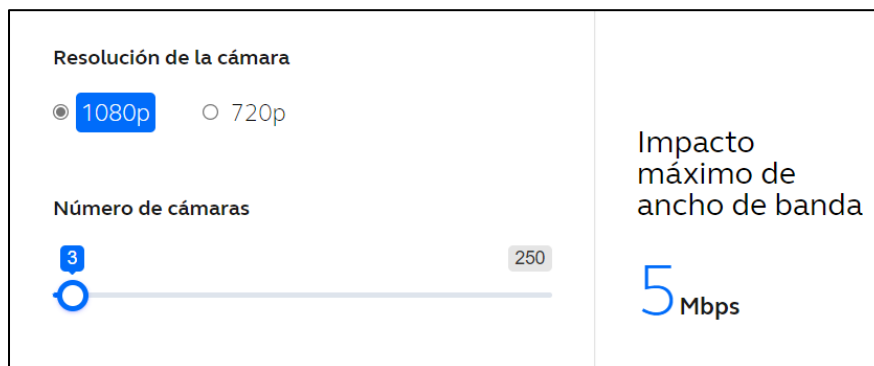 Resolución de la cámara
1080p 720p
Número de cámaras
3 250
Impacto
máximo de
ancho de banda
5 Mbps